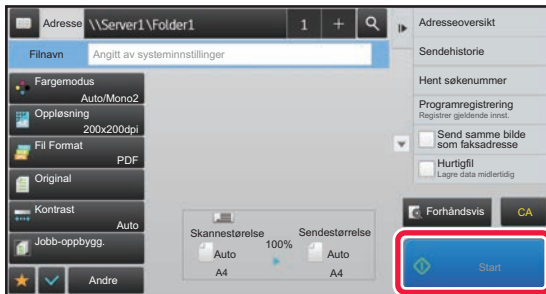 Adresse \\Server1\Folder1 1 +
Filnavn Angitt av systeminnstillinger
Fargemodus
Auto/Mono2
Oppløsning
200x200dpi
Fil Format
PDF
Original
Kontrast
Auto
Jobb-oppbygg.
Andre
Skannestørelse
Auto
A4
100%
Sendestørrelse
Auto
A4
Adresseoversikt
Sendehistorie
Hent søkenummer
Programregistrering
Registrer gjeldende innst.
Send samme bilde
som faksadresse
Hurtigfil
Lagre data midlertidig
Forhåndsvis
CA
Start